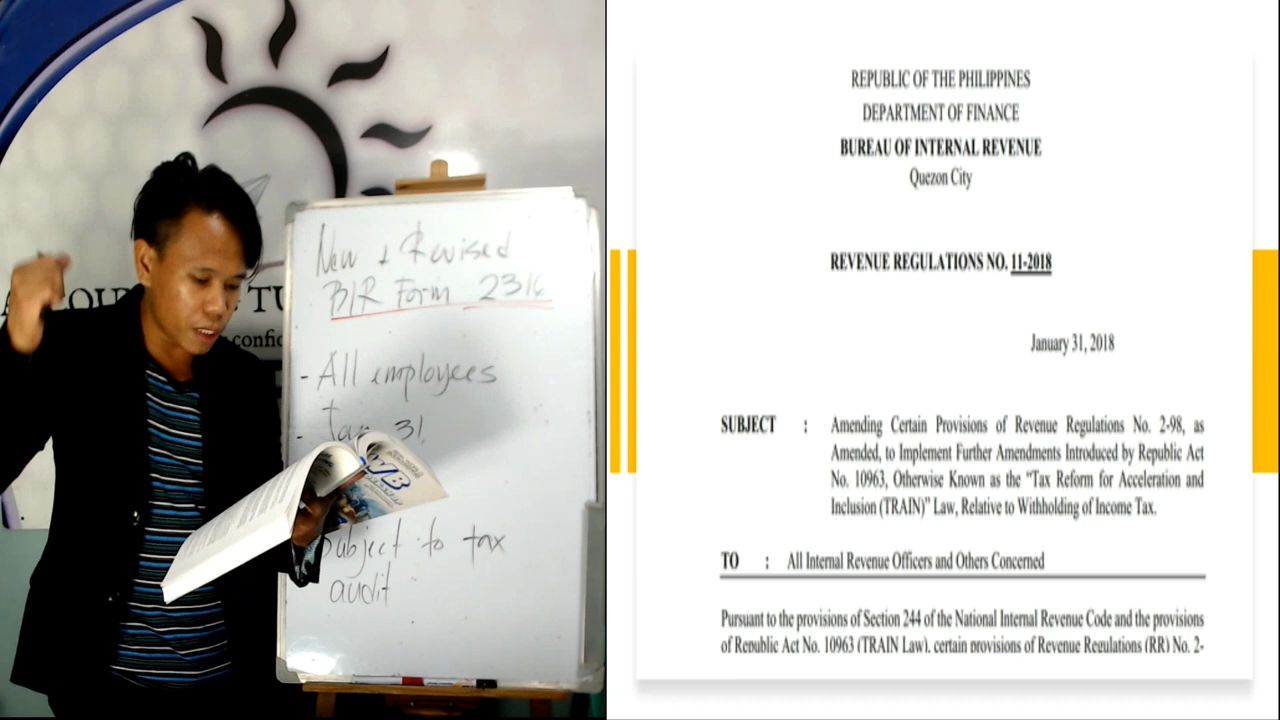 New & Revised
BIR Form 2316
- All employees
- Jan 31
Subject to tax
audit
confid
REPUBLIC OF THE PHILIPPINES
DEPARTMENT OF FINANCE
BUREAU OF INTERNAL REVENUE
Quezon City
REVENUE REGULATIONS NO. 11-2018
January 31, 2018
SUBJECT : Amending Certain Provisions of Revenue Regulations No. 2-98, as
Amended, to Implement Further Amendments Introduced by Republic Act
No. 10963, Otherwise Known as the “Tax Reform for Acceleration and
Inclusion (TRAIN)” Law, Relative to Withholding of Income Tax.
TO : All Internal Revenue Officers and Others Concerned
Pursuant to the provisions of Section 244 of the National Internal Revenue Code and the provisions
of Republic Act No. 10963 (TRAIN Law), certain provisions of Revenue Regulations (RR) No. 2-